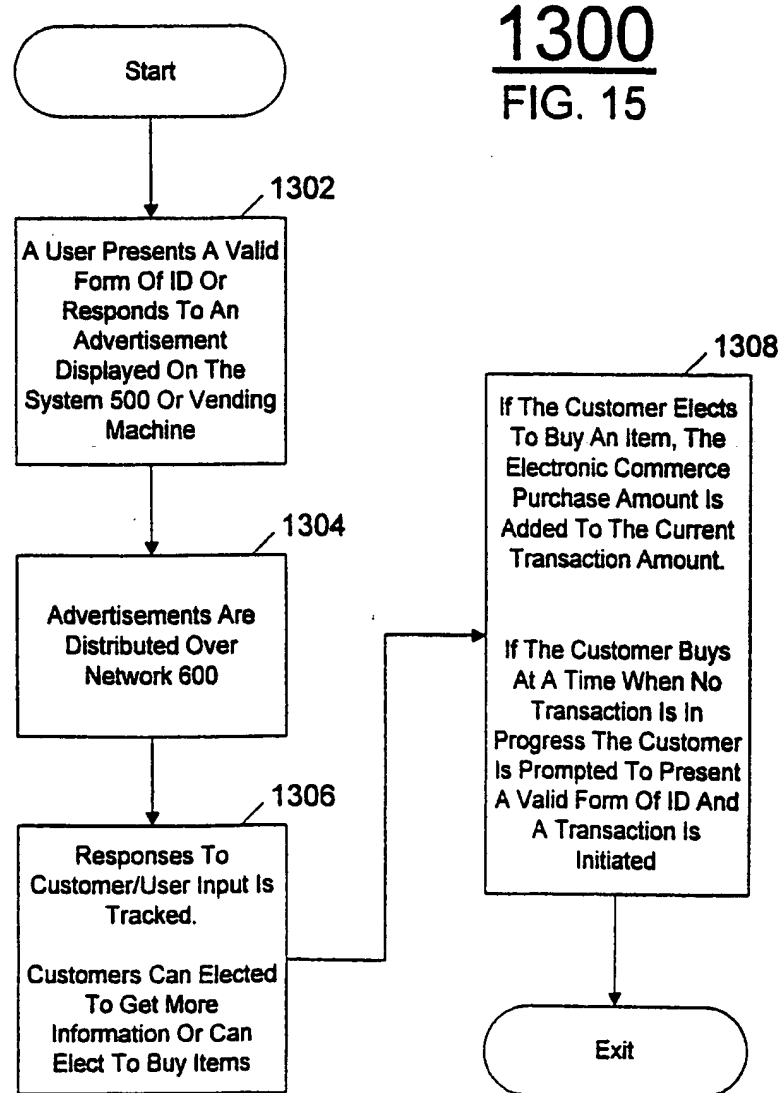 1300
FIG. 15
Start
1302
A User Presents A Valid
Form Of ID Or
Responds To An
Advertisement
Displayed On The
System 500 Or Vending
Machine
1304
Advertisements Are
Distributed Over
Network 600
1306
Responses To
Customer/User Input Is
Tracked.
Customers Can Elected
To Get More
Information Or Can
Elect To Buy Items
1308
If The Customer Elects
To Buy An Item, The
Electronic Commerce
Purchase Amount Is
Added To The Current
Transaction Amount.
If The Customer Buys
At A Time When No
Transaction Is In
Progress The Customer
Is Prompted To Present
A Valid Form Of ID And
A Transaction Is
Initiated
Exit